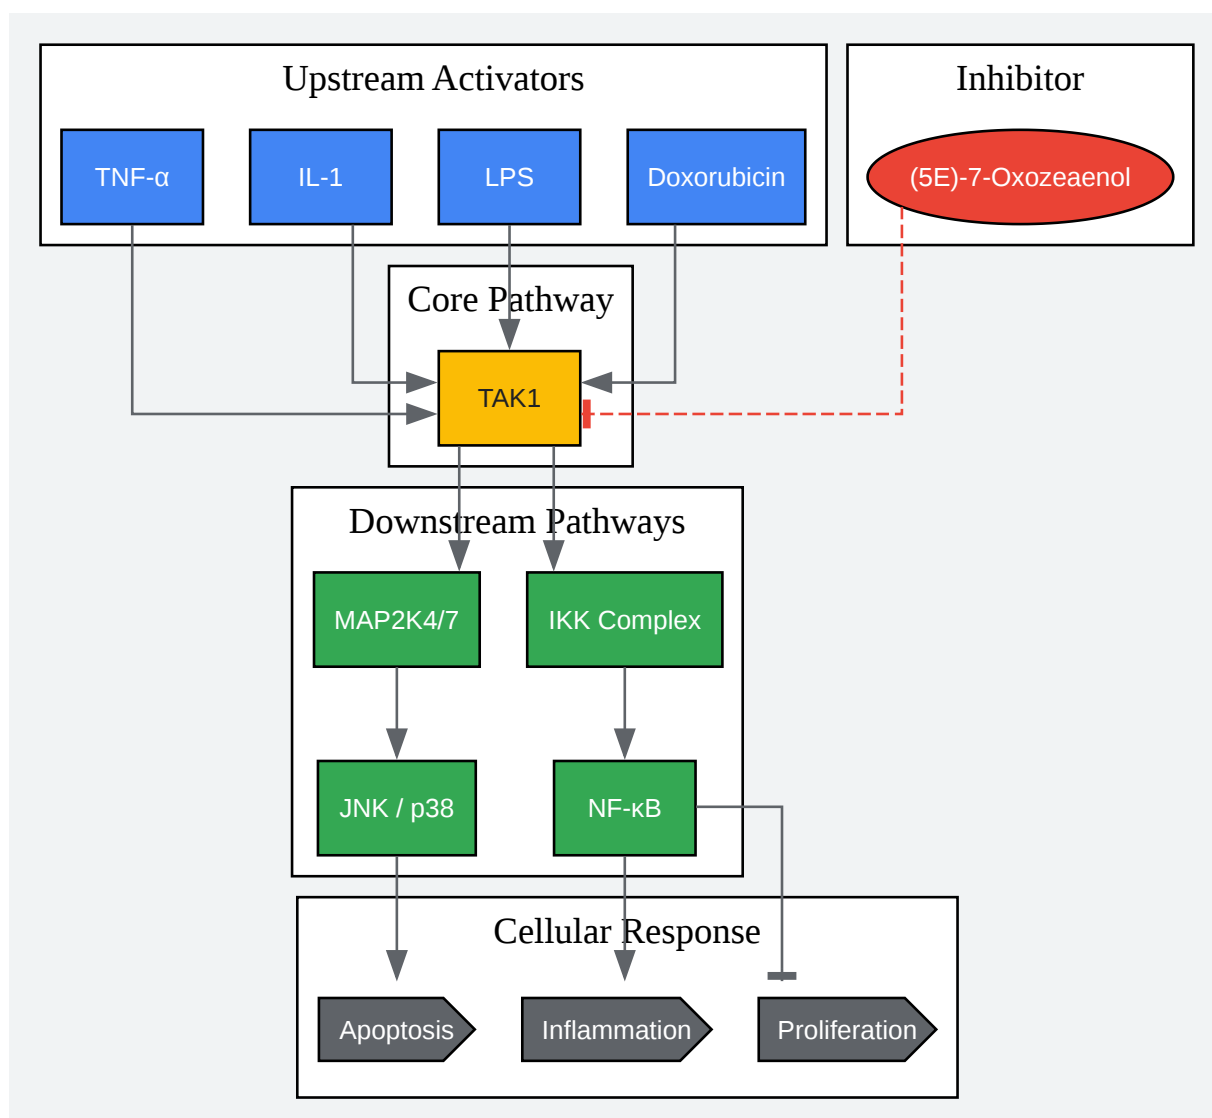 Upstream Activators
Inhibitor
TNF-α
IL-1
LPS
Doxorubicin
(5E)-7-Oxozeaenol
Core Pathway
TAK1
Downstream Pathways
MAP2K4/7
IKK Complex
JNK / p38
NF-κB
Cellular Response
Apoptosis
Inflammation
Proliferation